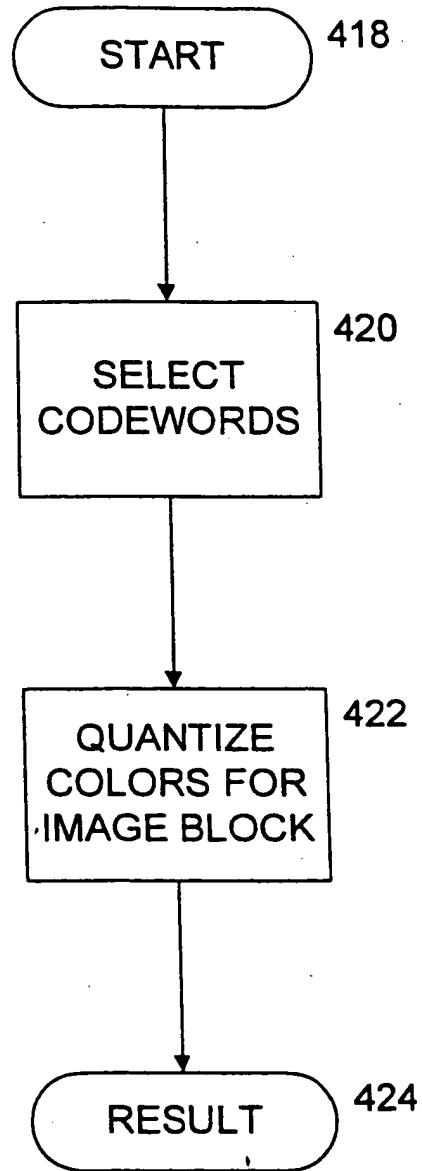 START
418
SELECT
CODEWORDS
420
QUANTIZE
COLORS FOR
IMAGE BLOCK
422
RESULT
424